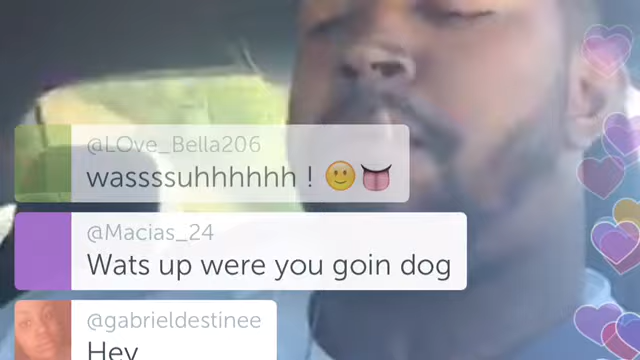 @LOve_Bella206
wassssuhhhhhh ! 🙂👅
@Macias_24
Wats up were you goin dog
@gabrieldestinee
Hey